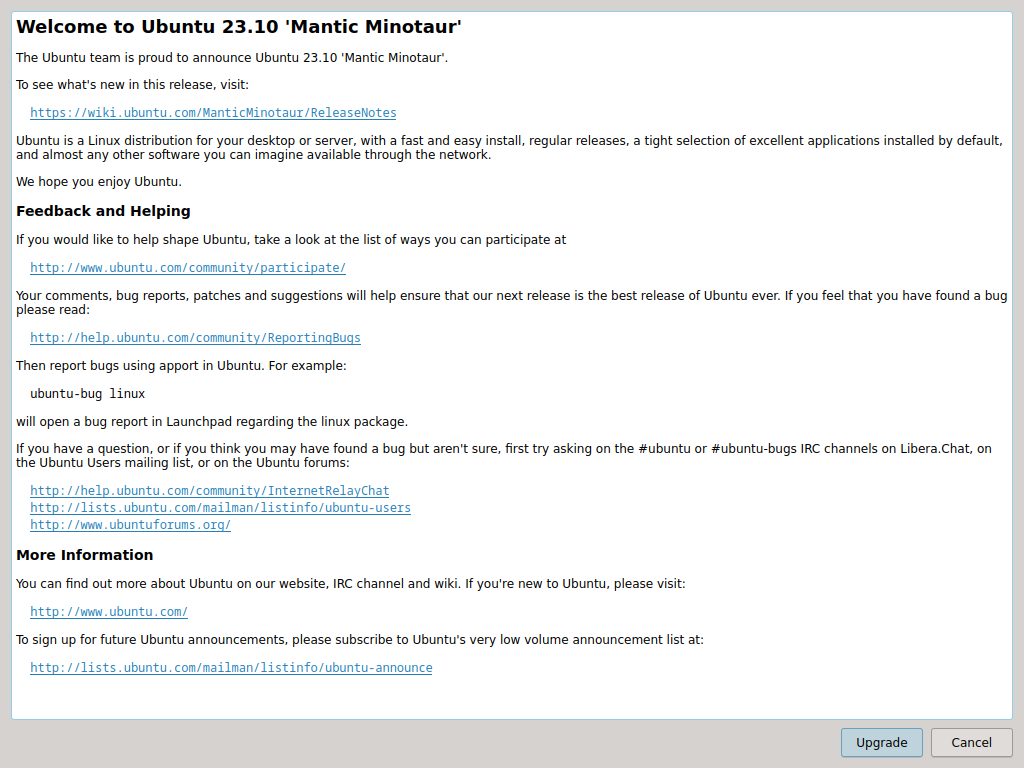 Welcome to Ubuntu 23.10 'Mantic Minotaur'
The Ubuntu team is proud to announce Ubuntu 23.10 'Mantic Minotaur'.
To see what's new in this release, visit:
https://wiki.ubuntu.com/ManticMinotaur/ReleaseNotes
Ubuntu is a Linux distribution for your desktop or server, with a fast and easy install, regular releases, a tight selection of excellent applications installed by default,
and almost any other software you can imagine available through the network.
We hope you enjoy Ubuntu.
Feedback and Helping
If you would like to help shape Ubuntu, take a look at the list of ways you can participate at
http://www.ubuntu.com/community/participate/
Your comments, bug reports, patches and suggestions will help ensure that our next release is the best release of Ubuntu ever. If you feel that you have found a bug
please read:
http://help.ubuntu.com/community/ReportingBugs
Then report bugs using apport in Ubuntu. For example:
ubuntu-bug linux
will open a bug report in Launchpad regarding the linux package.
If you have a question, or if you think you may have found a bug but aren't sure, first try asking on the #ubuntu or #ubuntu-bugs IRC channels on Libera.Chat, on
the Ubuntu Users mailing list, or on the Ubuntu forums:
http://help.ubuntu.com/community/InternetRelayChat
http://lists.ubuntu.com/mailman/listinfo/ubuntu-users
http://www.ubuntuforums.org/
More Information
You can find out more about Ubuntu on our website, IRC channel and wiki. If you're new to Ubuntu, please visit:
http://www.ubuntu.com/
To sign up for future Ubuntu announcements, please subscribe to Ubuntu's very low volume announcement list at:
http://lists.ubuntu.com/mailman/listinfo/ubuntu-announce
Upgrade Cancel